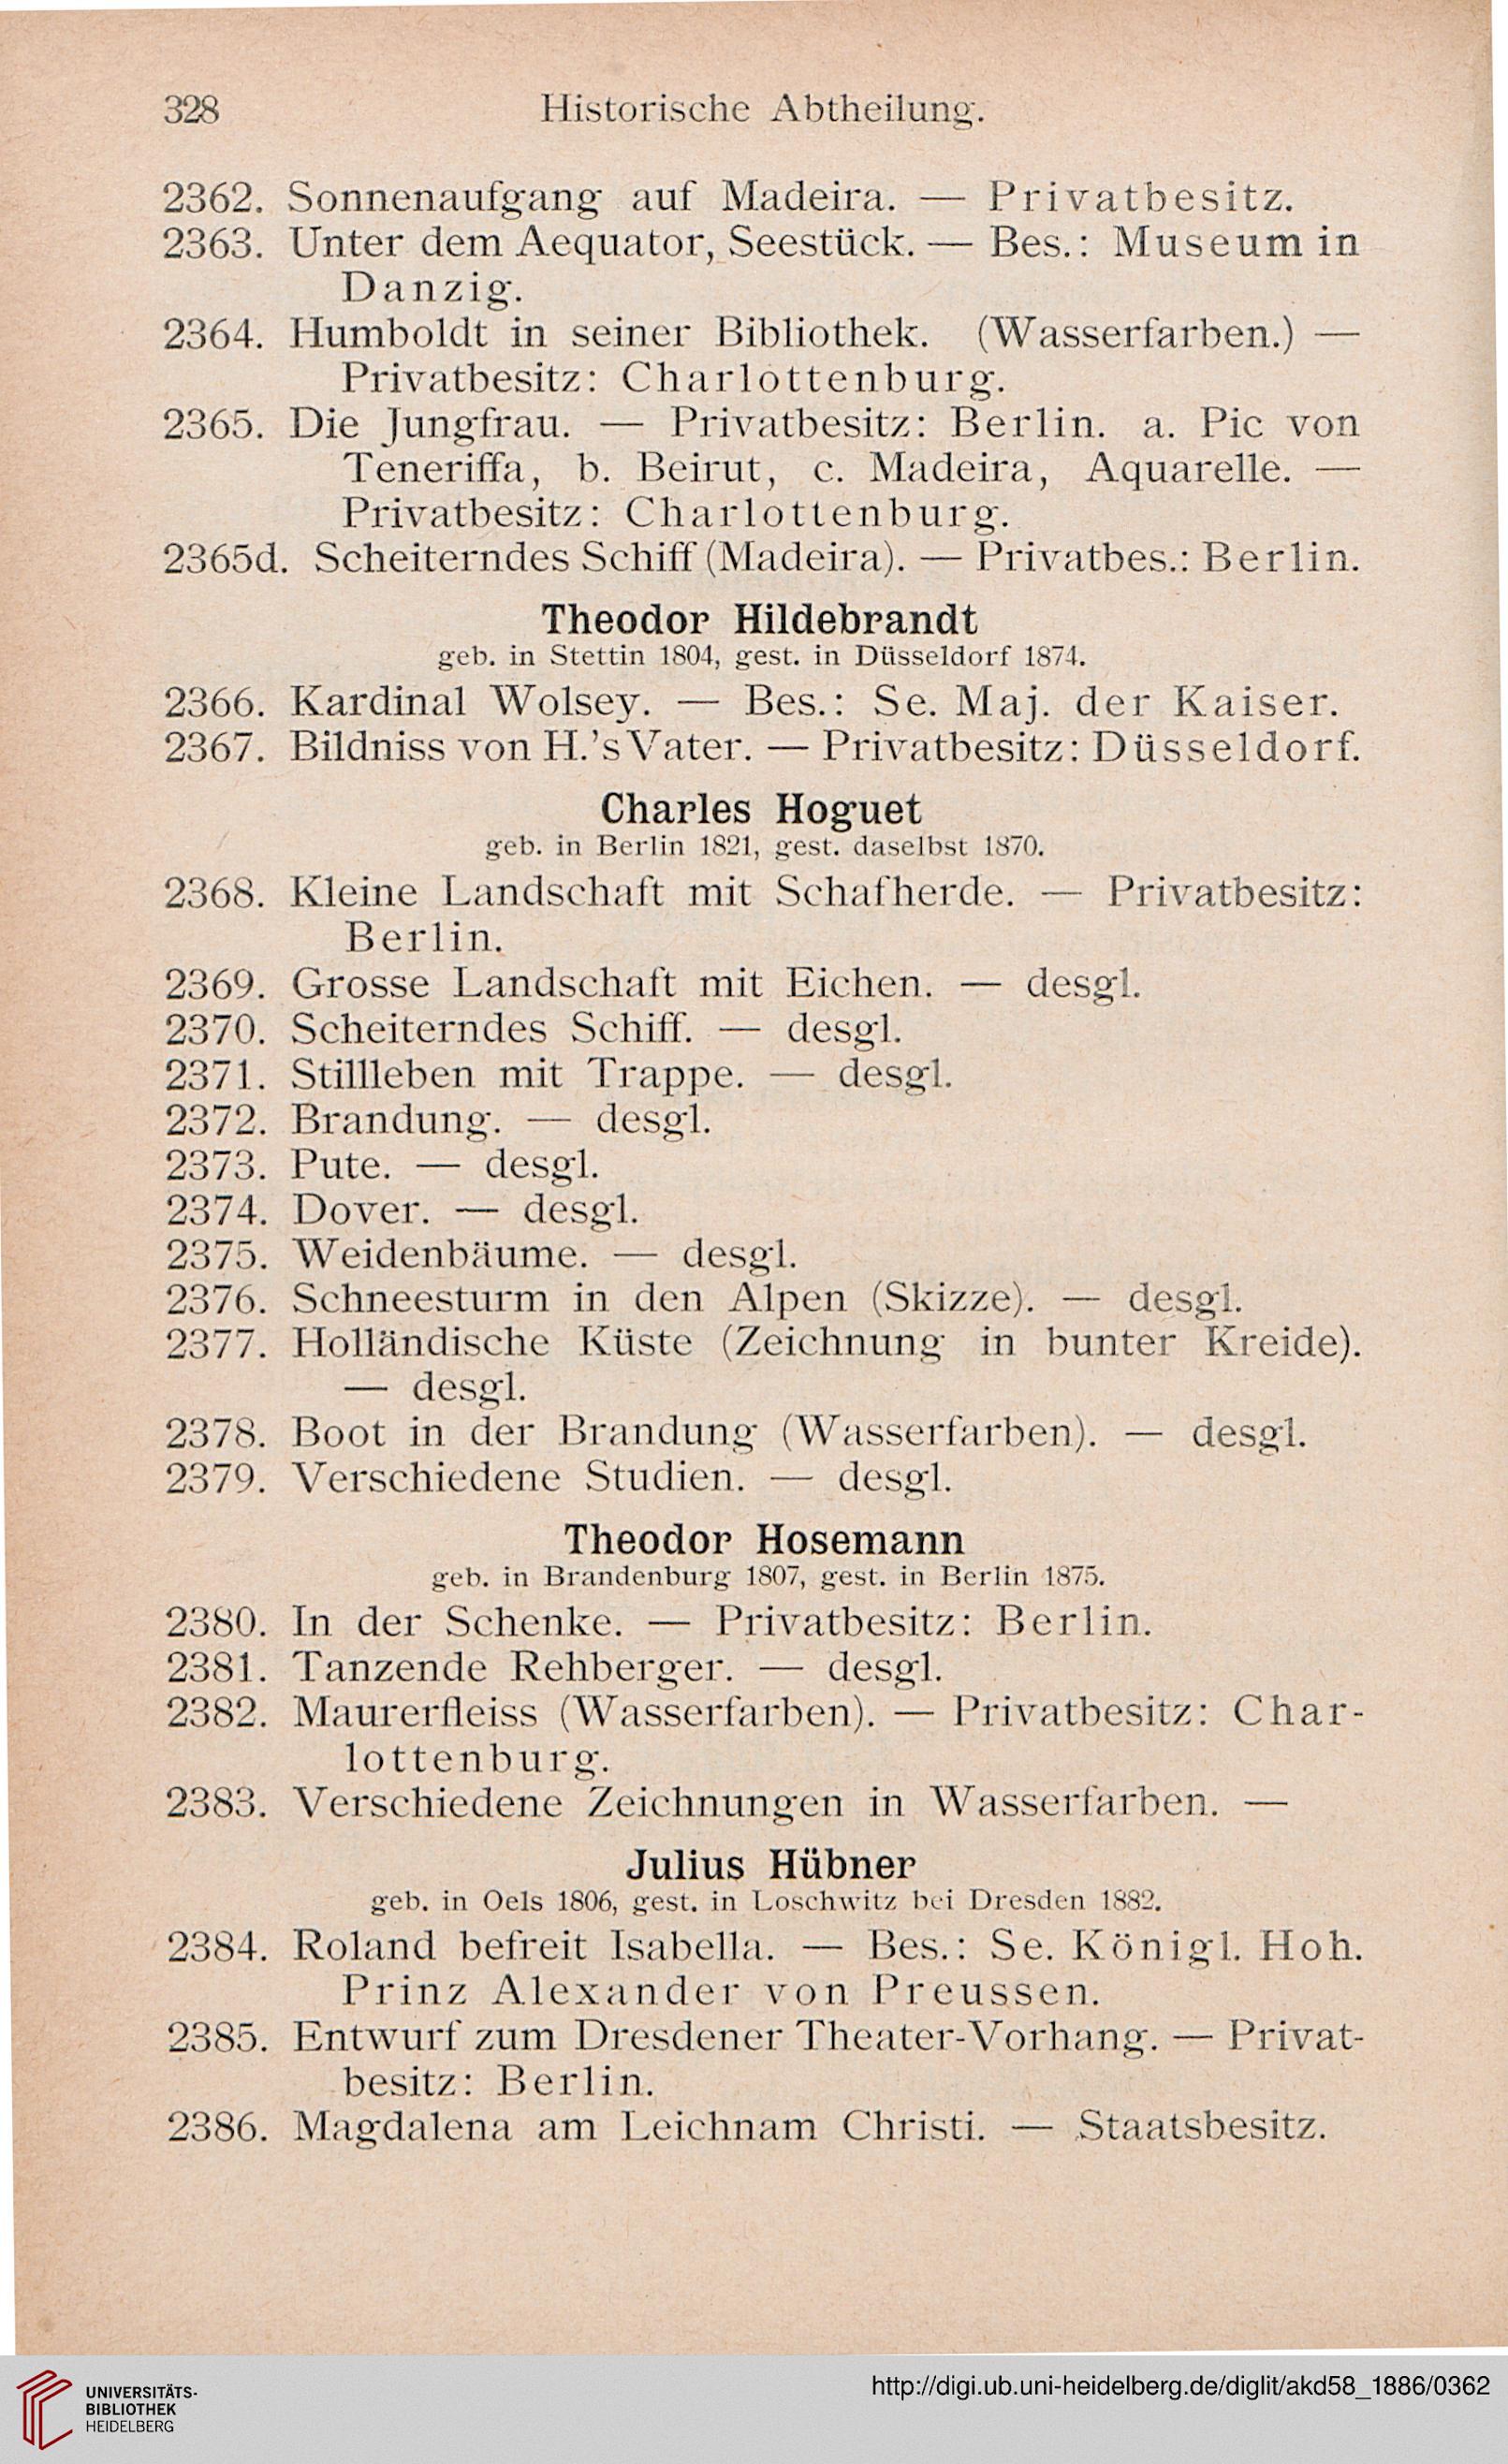 328 Historische Abtheilung.
2362. Sonnenaufgang auf Madeira. — Privatbesitz.
2363. Unter dem Aequator, Seestück. — Bes.: Museum in
Danzig.
2364. Humboldt in seiner Bibliothek. (Wasserfarben.) —
Privatbesitz: Charlottenburg.
2365. Die Jungfrau. — Privatbesitz: Berlin. a. Pic von
Teneriffa, b. Beirut, c. Madeira, Aquarelle. —
Privatbesitz: Charlottenburg.
2365d. Scheiterndes Schiff (Madeira). — Privatbes.: Berlin.
Theodor Hildebrandt
geb. in Stettin 1804, gest. in Düsseldorf 1874.
2366. Kardinal Wolsey. — Bes.: Se. Maj. der Kaiser.
2367. Bildniss von H.'s Vater. — Privatbesitz: Düsseldorf.
Charles Hoguet
geb. in Berlin 1821, gest. daselbst 1870.
2368. Kleine Landschaft mit Schafherde. — Privatbesitz:
Berlin.
2369. Grosse Landschaft mit Eichen. — desgl.
2370. Scheiterndes Schiff. — desgl.
2371. Stillleben mit Trappe. — desgl.
2372. Brandung. — desgl.
2373. Pute. — desgl.
2374. Dover. — desgl.
2375. Weidenbäume. — desgl.
2376. Schneesturm in den Alpen (Skizze). — desgl.
2377. Holländische Küste (Zeichnung in bunter Kreide).
— desgl.
2378. Boot in der Brandung (Wasserfarben). — desgl.
2379. Verschiedene Studien. — desgl.
Theodor Hosemann
geb. in Brandenburg 1807, gest. in Berlin 1875.
2380. In der Schenke. — Privatbesitz: Berlin.
2381. Tanzende Rehberger. — desgl.
2382. Maurerfleiss (Wasserfarben). — Privatbesitz: Char-
lottenburg.
2383. Verschiedene Zeichnungen in Wasserfarben. —
Julius Hübner
geb. in Oels 1806, gest. in Loschwitz bei Dresden 1882.
2384. Roland befreit Isabella. — Bes.: Se. Königl. Hoh.
Prinz Alexander von Preussen.
2385. Entwurf zum Dresdener Theater-Vorhang. — Privat-
besitz: Berlin.
2386. Magdalena am Leichnam Christi. — Staatsbesitz.
UNIVERSITÄTS-
BIBLIOTHEK
HEIDELBERG
http://digi.ub.uni-heidelberg.de/diglit/akd58_1886/0362